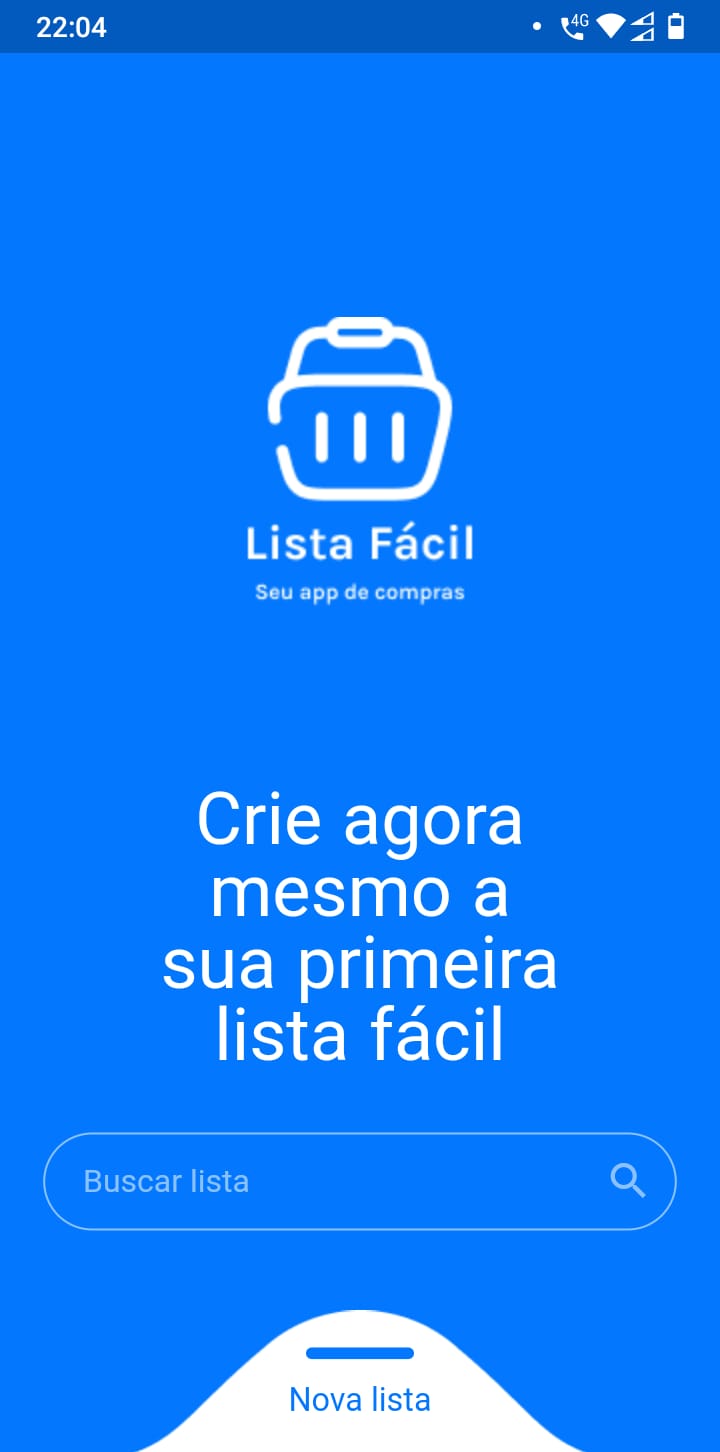 22:04
4G
Lista Fácil
Seu app de compras
Crie agora
mesmo a
sua primeira
lista fácil
Buscar lista
Nova lista